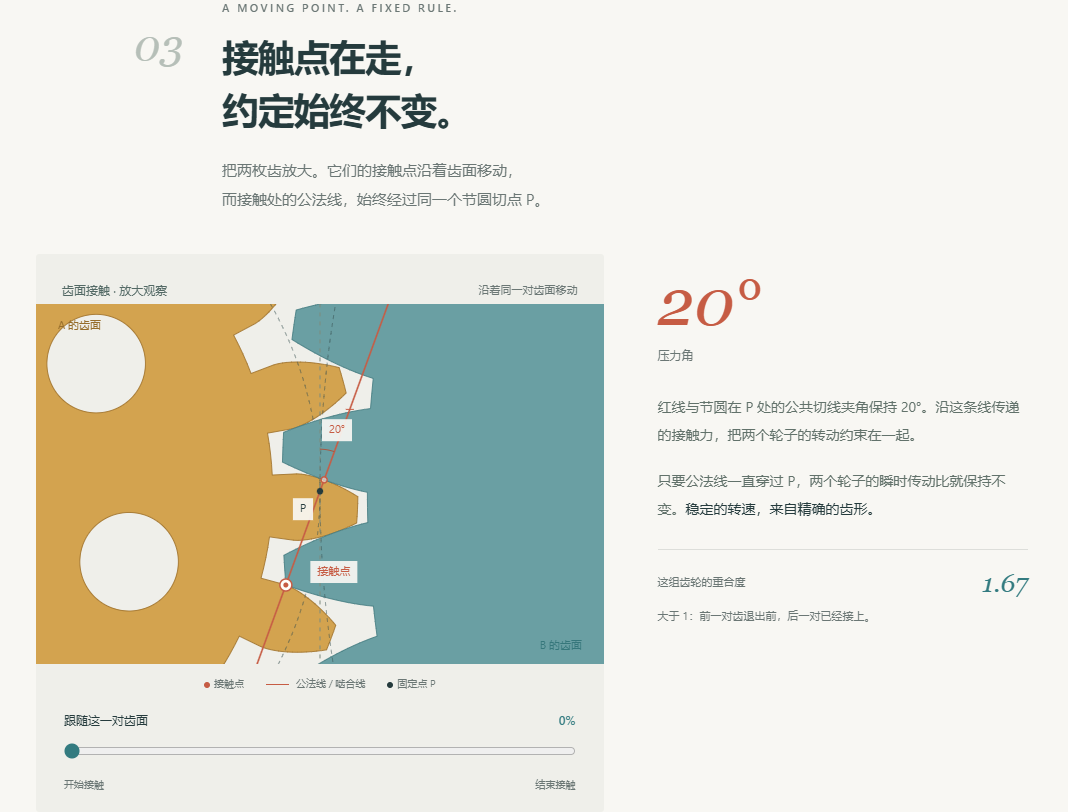 A MOVING POINT. A FIXED RULE.
03
接触点在走，
约定始终不变。
把两枚齿放大。它们的接触点沿着齿面移动，
而接触处的公法线，始终经过同一个节圆切点 P。
齿面接触 · 放大观察
沿着同一对齿面移动
A 的齿面
20°
P
接触点
B 的齿面
接触点
公法线 / 啮合线
固定点 P
跟随这一对齿面
0%
开始接触
结束接触
20°
压力角
红线与节圆在 P 处的公共切线夹角保持 20°。沿这条线传递
的接触力，把两个轮子的转动约束在一起。
只要公法线一直穿过 P，两个轮子的瞬时传动比就保持不
变。稳定的转速，来自精确的齿形。
这组齿轮的重合度
1.67
大于 1：前一对齿退出前，后一对已经接上。